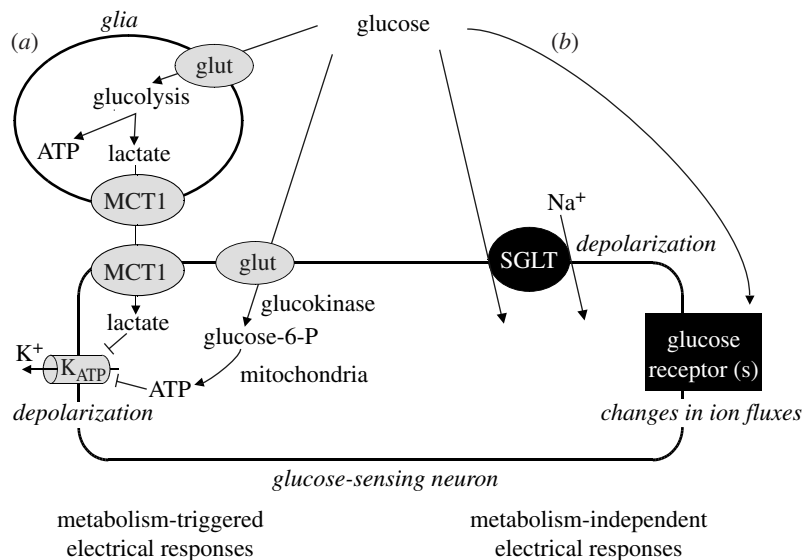 glia
(a)
glucose
(b)
glut
glucolysis
ATP
lactate
MCT1
Na+
MCT1
glut
SGLT
depolarization
glucokinase
lactate
glucose-6-P
glucose
receptor (s)
K+
KATP
ATP
mitochondria
depolarization
changes in ion fluxes
glucose-sensing neuron
metabolism-triggered
electrical responses
metabolism-independent
electrical responses